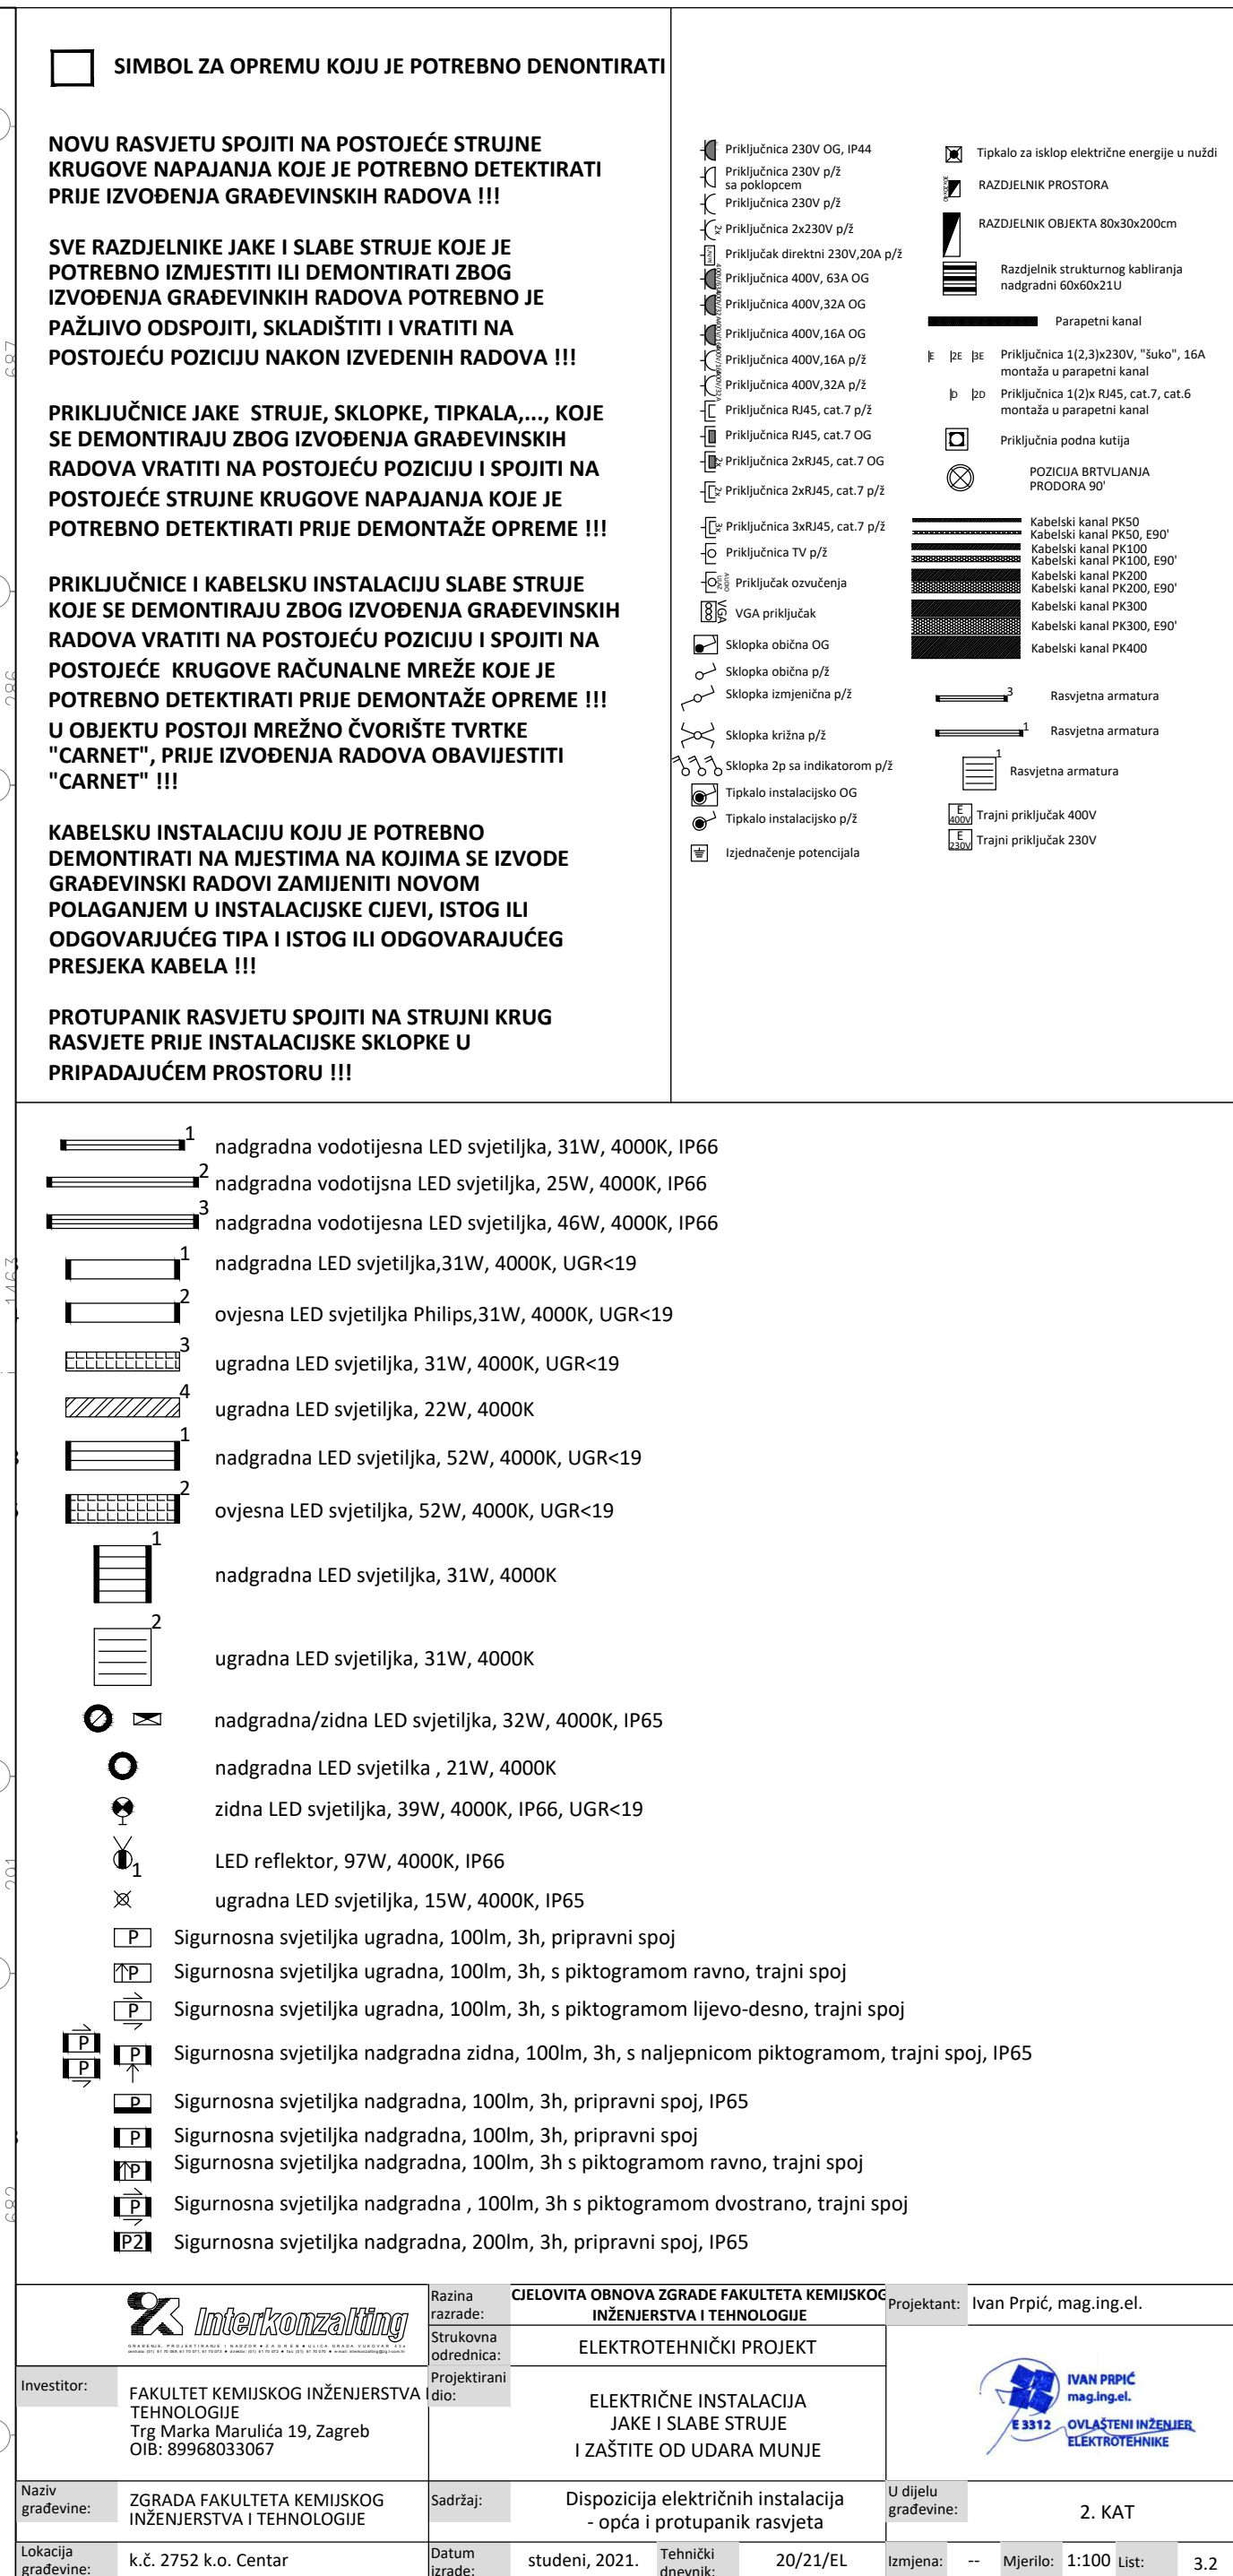 SIMBOL ZA OPREMU KOJU JE POTREBNO DENONTIRATI
NOVU RASVJETU SPOJITI NA POSTOJEĆE STRUJNE
KRUGOVE NAPAJANJA KOJE JE POTREBNO DETEKTIRATI
PRIJE IZVOĐENJA GRAĐEVINSKIH RADOVA !!!
SVE RAZDJELNIKE JAKE I SLABE STRUJE KOJE JE
POTREBNO IZMJESTITI ILI DEMONTIRATI ZBOG
IZVOĐENJA GRAĐEVINKIH RADOVA POTREBNO JE
PAŽLJIVO ODSPOJITI, SKLADIŠTITI I VRATITI NA
POSTOJEĆU POZICIJU NAKON IZVEDENIH RADOVA !!!
PRIKLJUČNICE JAKE STRUJE, SKLOPKE, TIPKALA,..., KOJE
SE DEMONTIRAJU ZBOG IZVOĐENJA GRAĐEVINSKIH
RADOVA VRATITI NA POSTOJEĆU POZICIJU I SPOJITI NA
POSTOJEĆE STRUJNE KRUGOVE NAPAJANJA KOJE JE
POTREBNO DETEKTIRATI PRIJE DEMONTAŽE OPREME !!!
PRIKLJUČNICE I KABELSKU INSTALACIJU SLABE STRUJE
KOJE SE DEMONTIRAJU ZBOG IZVOĐENJA GRAĐEVINSKIH
RADOVA VRATITI NA POSTOJEĆU POZICIJU I SPOJITI NA
POSTOJEĆE KRUGOVE RAČUNALNE MREŽE KOJE JE
POTREBNO DETEKTIRATI PRIJE DEMONTAŽE OPREME !!!
U OBJEKTU POSTOJI MREŽNO ČVORIŠTE TVRTKE
"CARNET", PRIJE IZVOĐENJA RADOVA OBAVIJESTITI
"CARNET" !!!
KABELSKU INSTALACIJU KOJU JE POTREBNO
DEMONTIRATI NA MJESTIMA NA KOJIMA SE IZVODE
GRAĐEVINSKI RADOVI ZAMIJENITI NOVOM
POLAGANJEM U INSTALACIJSKE CIJEVI, ISTOG ILI
ODGOVARJUĆEG TIPA I ISTOG ILI ODGOVARAJUĆEG
PRESJEKA KABELA !!!
PROTUPANIK RASVJETU SPOJITI NA STRUJNI KRUG
RASVJETE PRIJE INSTALACIJSKE SKLOPKE U
PRIPADAJUĆEM PROSTORU !!!
Priključnica 230V OG, IP44
Priključnica 230V p/ž
sa poklopcem
Priključnica 230V p/ž
2x Priključnica 2x230V p/ž
Priključak direktni 230V,20A p/ž
Priključnica 400V, 63A OG
Priključnica 400V,32A OG
Priključnica 400V,16A OG
Priključnica 400V,16A p/ž
Priključnica 400V,32A p/ž
Priključnica RJ45, cat.7 p/ž
Priključnica RJ45, cat.7 OG
2x Priključnica 2xRJ45, cat.7 OG
2x Priključnica 2xRJ45, cat.7 p/ž
3x Priključnica 3xRJ45, cat.7 p/ž
Priključnica TV p/ž
Priključak ozvučenja
VGA VGA priključak
Sklopka obična OG
Sklopka obična p/ž
Sklopka izmjenična p/ž
Sklopka križna p/ž
Sklopka 2p sa indikatorom p/ž
Tipkalo instalacijsko OG
Tipkalo instalacijsko p/ž
Izjednačenje potencijala
Tipkalo za isklop električne energije u nuždi
RAZDJELNIK PROSTORA
RAZDJELNIK OBJEKTA 80x30x200cm
Razdjelnik strukturnog kabliranja
nadgradni 60x60x21U
Parapetni kanal
E 2E 3E Priključnica 1(2,3)x230V, "šuko", 16A
montaža u parapetni kanal
D 2D Priključnica 1(2)x RJ45, cat.7, cat.6
montaža u parapetni kanal
Priključnia podna kutija
POZICIJA BRTVLJANJA
PRODORA 90'
Kabelski kanal PK50
Kabelski kanal PK50, E90'
Kabelski kanal PK100
Kabelski kanal PK100, E90'
Kabelski kanal PK200
Kabelski kanal PK200, E90'
Kabelski kanal PK300
Kabelski kanal PK300, E90'
Kabelski kanal PK400
3 Rasvjetna armatura
1 Rasvjetna armatura
1 Rasvjetna armatura
E 400V Trajni priključak 400V
E 230V Trajni priključak 230V
1 nadgradna vodotijesna LED svjetiljka, 31W, 4000K, IP66
2 nadgradna vodotijsna LED svjetiljka, 25W, 4000K, IP66
3 nadgradna vodotijesna LED svjetiljka, 46W, 4000K, IP66
1 nadgradna LED svjetiljka,31W, 4000K, UGR<19
2 ovjesna LED svjetiljka Philips,31W, 4000K, UGR<19
3 ugradna LED svjetiljka, 31W, 4000K, UGR<19
4 ugradna LED svjetiljka, 22W, 4000K
1 nadgradna LED svjetiljka, 52W, 4000K, UGR<19
2 ovjesna LED svjetiljka, 52W, 4000K, UGR<19
1 nadgradna LED svjetiljka, 31W, 4000K
2 ugradna LED svjetiljka, 31W, 4000K
nadgradna/zidna LED svjetiljka, 32W, 4000K, IP65
nadgradna LED svjetilka , 21W, 4000K
zidna LED svjetiljka, 39W, 4000K, IP66, UGR<19
1 LED reflektor, 97W, 4000K, IP66
ugradna LED svjetiljka, 15W, 4000K, IP65
P Sigurnosna svjetiljka ugradna, 100lm, 3h, pripravni spoj
P Sigurnosna svjetiljka ugradna, 100lm, 3h, s piktogramom ravno, trajni spoj
P Sigurnosna svjetiljka ugradna, 100lm, 3h, s piktogramom lijevo-desno, trajni spoj
P P P Sigurnosna svjetiljka nadgradna zidna, 100lm, 3h, s naljepnicom piktogramom, trajni spoj, IP65
P Sigurnosna svjetiljka nadgradna, 100lm, 3h, pripravni spoj, IP65
P Sigurnosna svjetiljka nadgradna, 100lm, 3h, pripravni spoj
P Sigurnosna svjetiljka nadgradna, 100lm, 3h s piktogramom ravno, trajni spoj
P Sigurnosna svjetiljka nadgradna , 100lm, 3h s piktogramom dvostrano, trajni spoj
P2 Sigurnosna svjetiljka nadgradna, 200lm, 3h, pripravni spoj, IP65
687
286
1463
291
682
Interkonzalting
Razina
razrade:
CJELOVITA OBNOVA ZGRADE FAKULTETA KEMIJSKOG
INŽENJERSTVA I TEHNOLOGIJE
Projektant: Ivan Prpić, mag.ing.el.
Strukovna
odrednica:
ELEKTROTEHNIČKI PROJEKT
Investitor:
FAKULTET KEMIJSKOG INŽENJERSTVA I
TEHNOLOGIJE
Trg Marka Marulića 19, Zagreb
OIB: 89968033067
Projektirani
dio:
ELEKTRIČNE INSTALACIJA
JAKE I SLABE STRUJE
I ZAŠTITE OD UDARA MUNJE
IVAN PRPIĆ
mag.ing.el.
E 3312 OVLAŠTENI INŽENJER
ELEKTROTEHNIKE
Naziv
građevine:
ZGRADA FAKULTETA KEMIJSKOG
INŽENJERSTVA I TEHNOLOGIJE
Sadržaj:
Dispozicija električnih instalacija
- opća i protupanik rasvjeta
U dijelu
građevine:
2. KAT
Lokacija
građevine:
k.č. 2752 k.o. Centar
Datum
izrade:
studeni, 2021.
Tehnički
dnevnik:
20/21/EL
Izmjena: --
Mjerilo: 1:100
List: 3.2